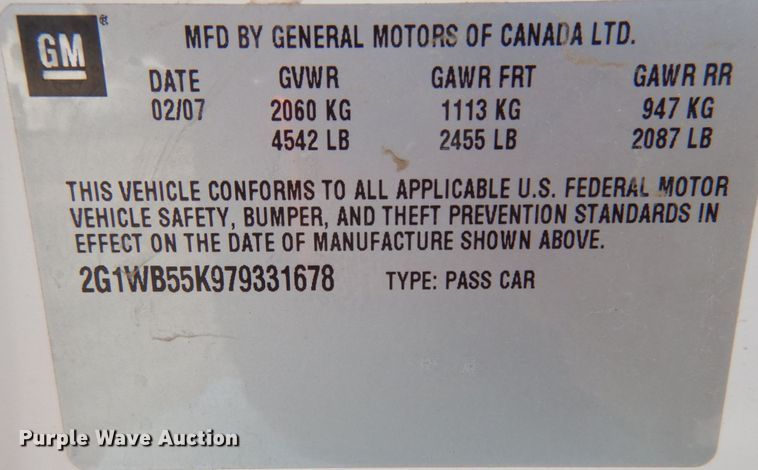 GM ®
MFD BY GENERAL MOTORS OF CANADA LTD.
DATE GVWR GAWR FRT GAWR RR
02/07 2060 KG 1113 KG 947 KG
4542 LB 2455 LB 2087 LB
THIS VEHICLE CONFORMS TO ALL APPLICABLE U.S. FEDERAL MOTOR
VEHICLE SAFETY, BUMPER, AND THEFT PREVENTION STANDARDS IN
EFFECT ON THE DATE OF MANUFACTURE SHOWN ABOVE.
2G1WB55K979331678 TYPE: PASS CAR
Purple Wave Auction